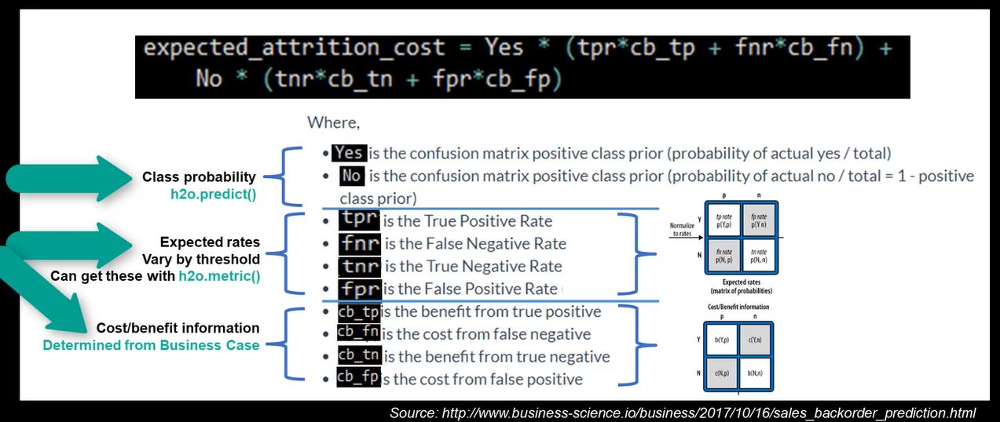 expected_attrition_cost = Yes * (tpr*cb_tp + fnr*cb_fn) +
No * (tnr*cb_tn + fpr*cb_fp)
Where,
• Yes is the confusion matrix positive class prior (probability of actual yes / total)
• No is the confusion matrix positive class prior (probability of actual no / total = 1 - positive
class prior)
Class probability
h2o.predict()
• tpr is the True Positive Rate
• fnr is the False Negative Rate
• tnr is the True Negative Rate
• fpr is the False Positive Rate
Expected rates
Vary by threshold
Can get these with h2o.metric()
• cb_tp is the benefit from true positive
• cb_fn is the cost from false negative
• cb_tn is the benefit from true negative
• cb_fp is the cost from false positive
Cost/benefit information
Determined from Business Case
p n
Normalize
to rates
Y
tp rate
p(Y,p)
fp rate
p(Y n)
N
fn rate
p(N, p)
tn rate
p(N, n)
Expected rates
(matrix of probabilities)
Cost/Benefit information
p n
Y b(Y,p) c(Y,n)
N c(N,p) b(N,n)
Source: http://www.business-science.io/business/2017/10/16/sales_backorder_prediction.html